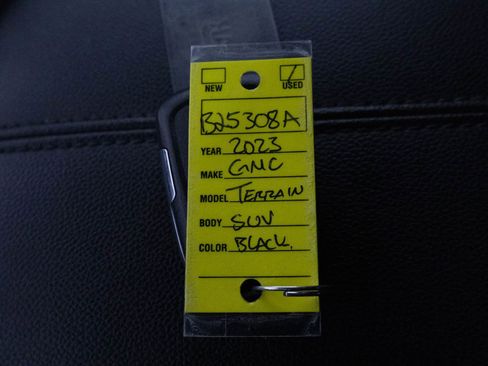 NEW USED
B25308A
YEAR 2023
MAKE GMC
MODEL TERRAIN
BODY SUV
COLOR BLACK.